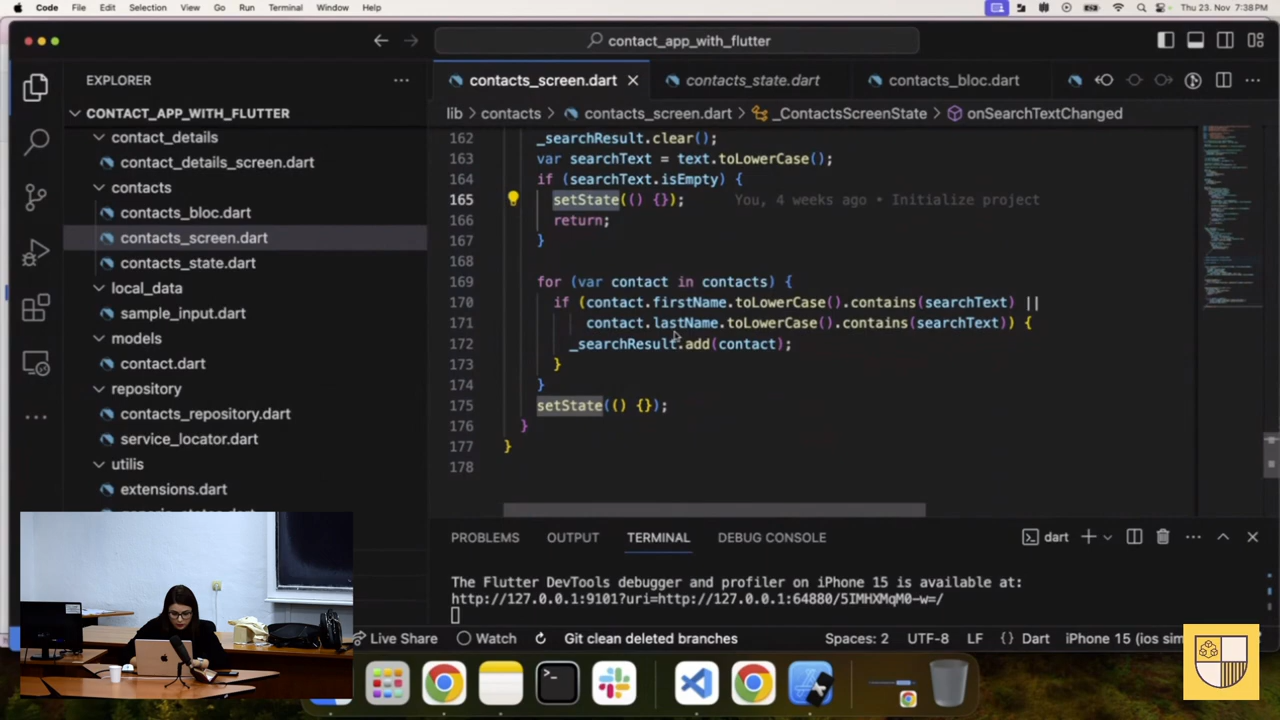 Code File Edit Selection View Go Run Terminal Window Help Thu 23. Nov 7:38 PM
contact_app_with_flutter
EXPLORER
contacts_screen.dart contacts_state.dart contacts_bloc.dart
CONTACT_APP_WITH_FLUTTER
lib > contacts > contacts_screen.dart > _ContactsScreenState > onSearchTextChanged
contact_details
contact_details_screen.dart
contacts
contacts_bloc.dart
contacts_screen.dart
contacts_state.dart
local_data
sample_input.dart
models
contact.dart
repository
contacts_repository.dart
service_locator.dart
utilis
extensions.dart
162 _searchResult.clear();
163 var searchText = text.toLowerCase();
164 if (searchText.isEmpty) {
165 setState(() {}); You, 4 weeks ago • Initialize project
166 return;
167 }
168
169 for (var contact in contacts) {
170 if (contact.firstName.toLowerCase().contains(searchText) ||
171 contact.lastName.toLowerCase().contains(searchText)) {
172 _searchResult.add(contact);
173 }
174 }
175 setState(() {});
176 }
177 }
178
PROBLEMS OUTPUT TERMINAL DEBUG CONSOLE dart
The Flutter DevTools debugger and profiler on iPhone 15 is available at:
http://127.0.0.1:9101?uri=http://127.0.0.1:64880/5IMHXMqM0-w=/
Live Share Watch Git clean deleted branches Spaces: 2 UTF-8 LF {} Dart iPhone 15 (ios sim